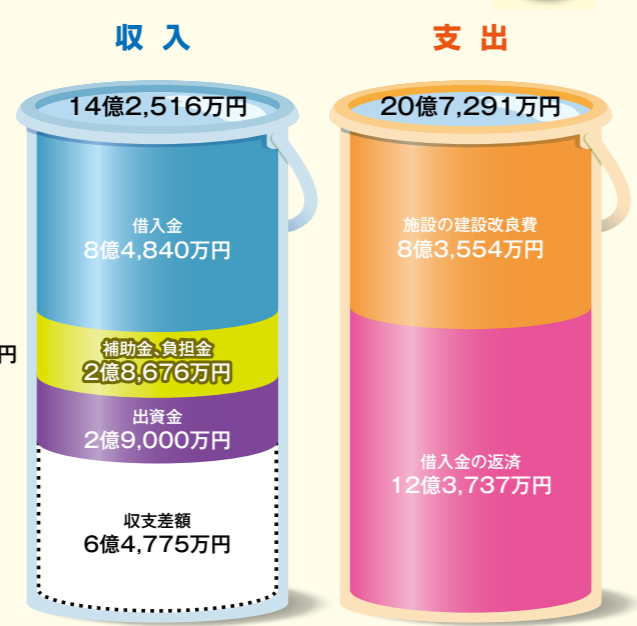 収入
14億2,516万円
借入金
8億4,840万円
補助金、負担金
2億8,676万円
出資金
2億9,000万円
収支差額
6億4,775万円
円
支出
20億7,291万円
施設の建設改良費
8億3,554万円
借入金の返済
12億3,737万円